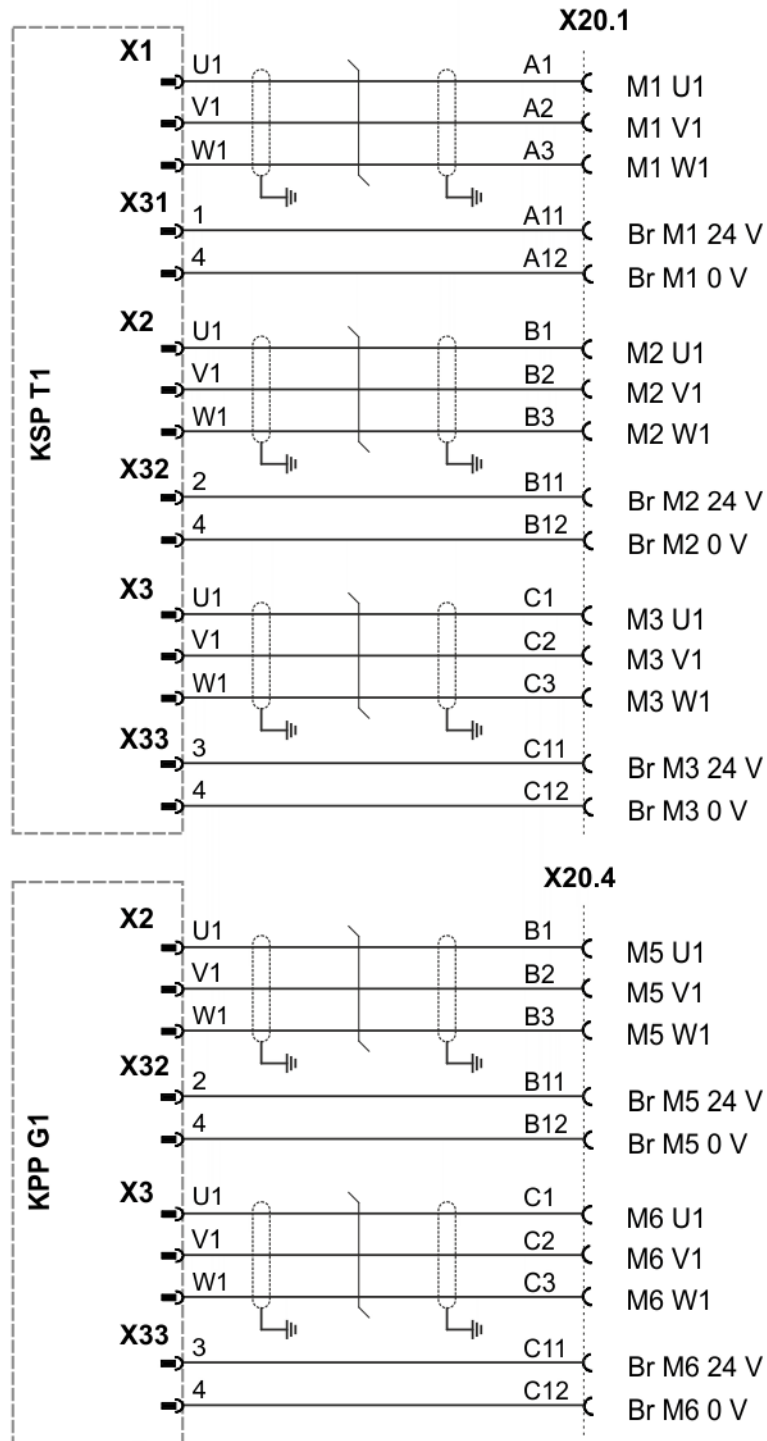 X20.1
X1
U1 A1 M1 U1
V1 A2 M1 V1
W1 A3 M1 W1
X31
1 A11 Br M1 24 V
4 A12 Br M1 0 V
X2
U1 B1 M2 U1
V1 B2 M2 V1
W1 B3 M2 W1
X32
2 B11 Br M2 24 V
4 B12 Br M2 0 V
X3
U1 C1 M3 U1
V1 C2 M3 V1
W1 C3 M3 W1
X33
3 C11 Br M3 24 V
4 C12 Br M3 0 V
KSP T1
X20.4
X2
U1 B1 M5 U1
V1 B2 M5 V1
W1 B3 M5 W1
X32
2 B11 Br M5 24 V
4 B12 Br M5 0 V
X3
U1 C1 M6 U1
V1 C2 M6 V1
W1 C3 M6 W1
X33
3 C11 Br M6 24 V
4 C12 Br M6 0 V
KPP G1